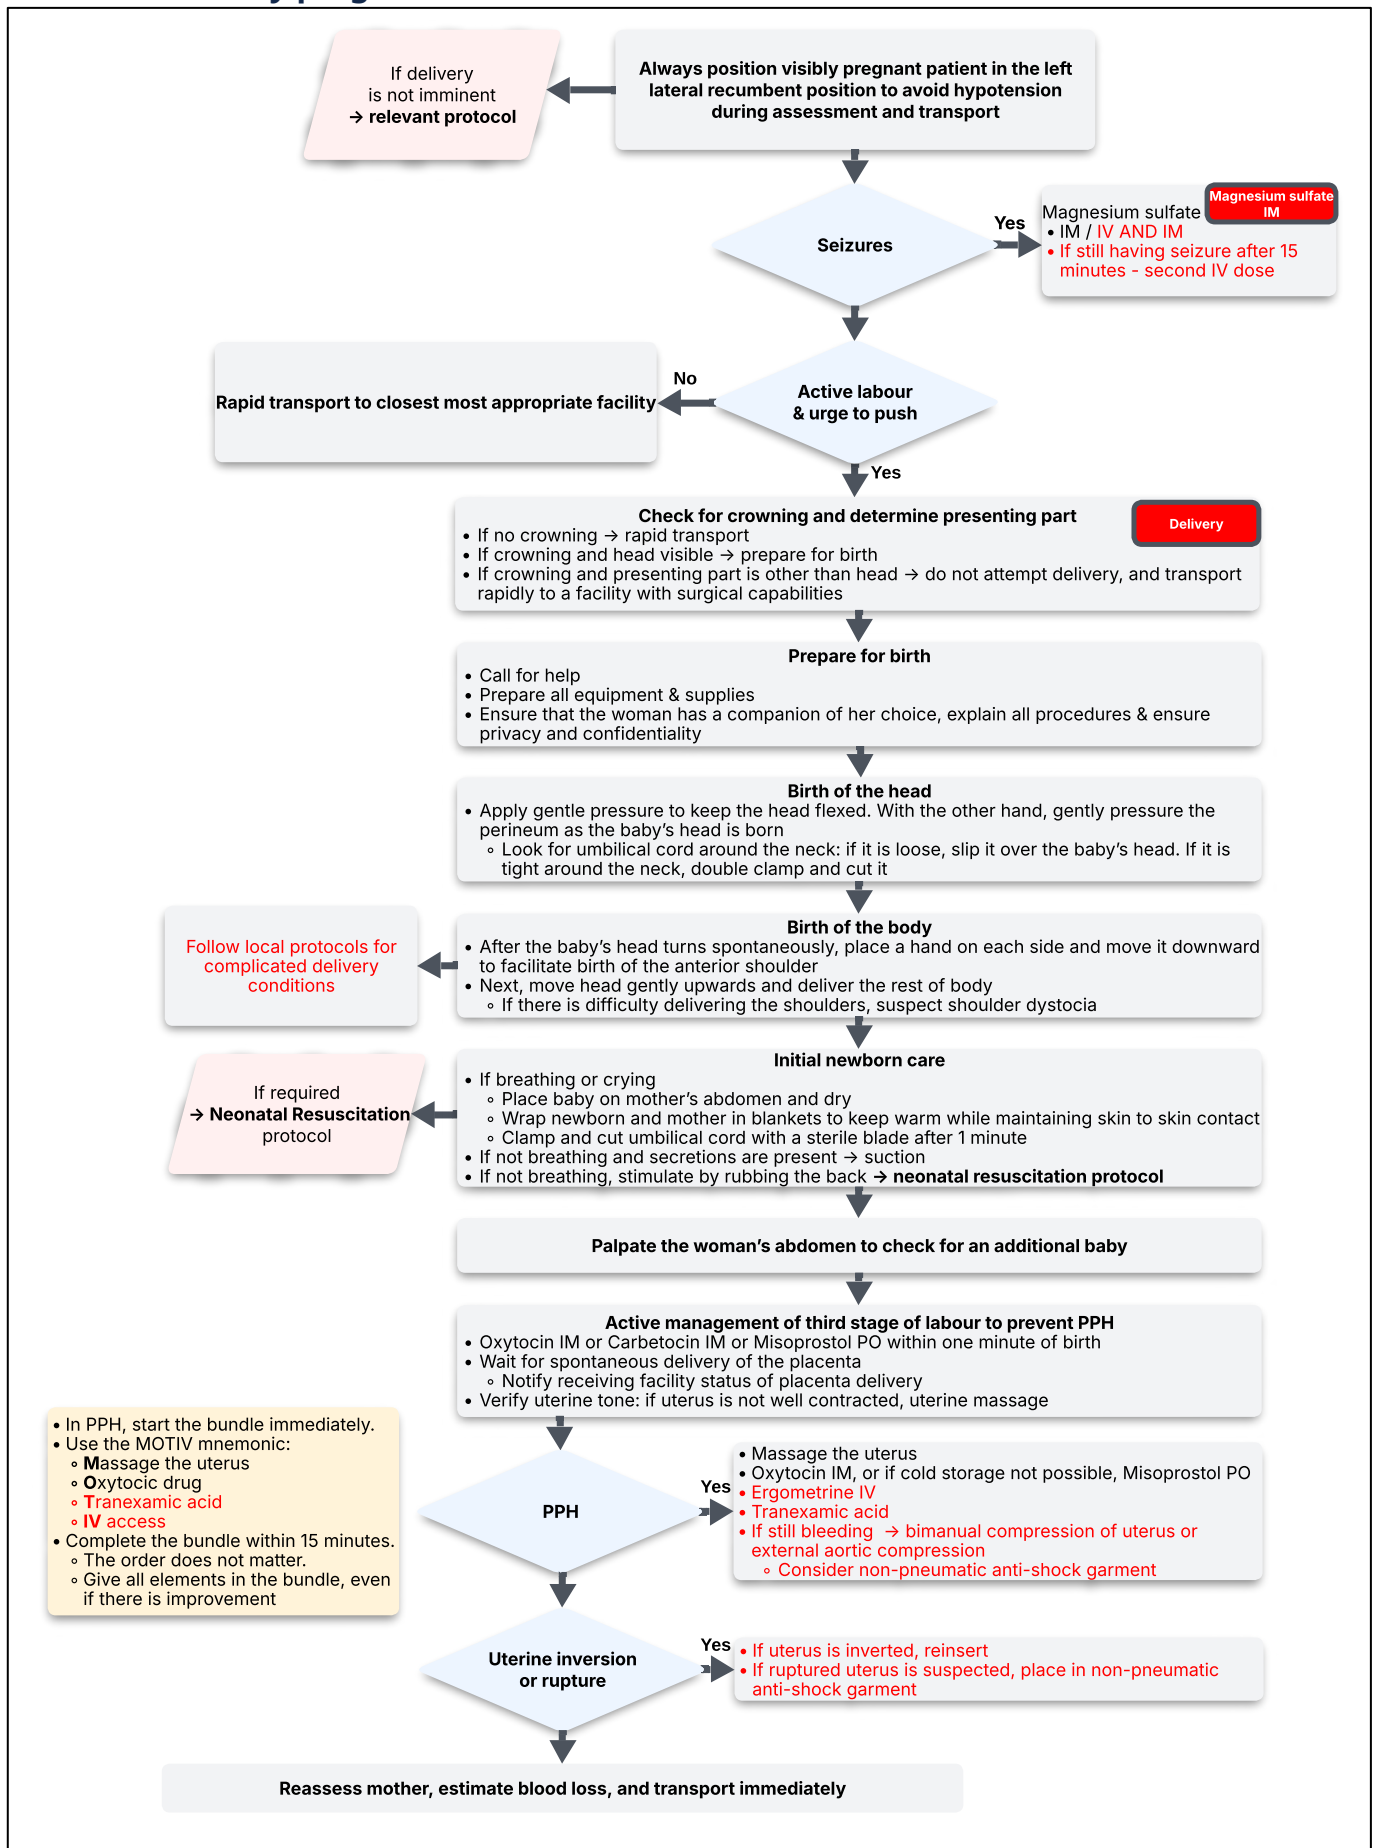 If delivery
is not imminent
→ relevant protocol
Always position visibly pregnant patient in the left
lateral recumbent position to avoid hypotension
during assessment and transport
Seizures
Yes
Magnesium sulfate
Magnesium sulfate
IM
• IM / IV AND IM
• If still having seizure after 15
minutes - second IV dose
Active labour
& urge to push
No
Rapid transport to closest most appropriate facility
Yes
Check for crowning and determine presenting part
Delivery
• If no crowning → rapid transport
• If crowning and head visible → prepare for birth
• If crowning and presenting part is other than head → do not attempt delivery, and transport
rapidly to a facility with surgical capabilities
Prepare for birth
• Call for help
• Prepare all equipment & supplies
• Ensure that the woman has a companion of her choice, explain all procedures & ensure
privacy and confidentiality
Birth of the head
• Apply gentle pressure to keep the head flexed. With the other hand, gently pressure the
perineum as the baby's head is born
◦ Look for umbilical cord around the neck: if it is loose, slip it over the baby's head. If it is
tight around the neck, double clamp and cut it
Birth of the body
• After the baby's head turns spontaneously, place a hand on each side and move it downward
to facilitate birth of the anterior shoulder
• Next, move head gently upwards and deliver the rest of body
◦ If there is difficulty delivering the shoulders, suspect shoulder dystocia
Follow local protocols for
complicated delivery
conditions
Initial newborn care
• If breathing or crying
◦ Place baby on mother's abdomen and dry
◦ Wrap newborn and mother in blankets to keep warm while maintaining skin to skin contact
◦ Clamp and cut umbilical cord with a sterile blade after 1 minute
• If not breathing and secretions are present → suction
• If not breathing, stimulate by rubbing the back → neonatal resuscitation protocol
If required
→ Neonatal Resuscitation
protocol
Palpate the woman's abdomen to check for an additional baby
Active management of third stage of labour to prevent PPH
• Oxytocin IM or Carbetocin IM or Misoprostol PO within one minute of birth
• Wait for spontaneous delivery of the placenta
◦ Notify receiving facility status of placenta delivery
• Verify uterine tone: if uterus is not well contracted, uterine massage
• In PPH, start the bundle immediately.
• Use the MOTIV mnemonic:
◦ Massage the uterus
◦ Oxytocic drug
◦ Tranexamic acid
◦ IV access
• Complete the bundle within 15 minutes.
◦ The order does not matter.
◦ Give all elements in the bundle, even
if there is improvement
PPH
Yes
• Massage the uterus
• Oxytocin IM, or if cold storage not possible, Misoprostol PO
• Ergometrine IV
• Tranexamic acid
• If still bleeding → bimanual compression of uterus or
external aortic compression
◦ Consider non-pneumatic anti-shock garment
Uterine inversion
or rupture
Yes
• If uterus is inverted, reinsert
• If ruptured uterus is suspected, place in non-pneumatic
anti-shock garment
Reassess mother, estimate blood loss, and transport immediately